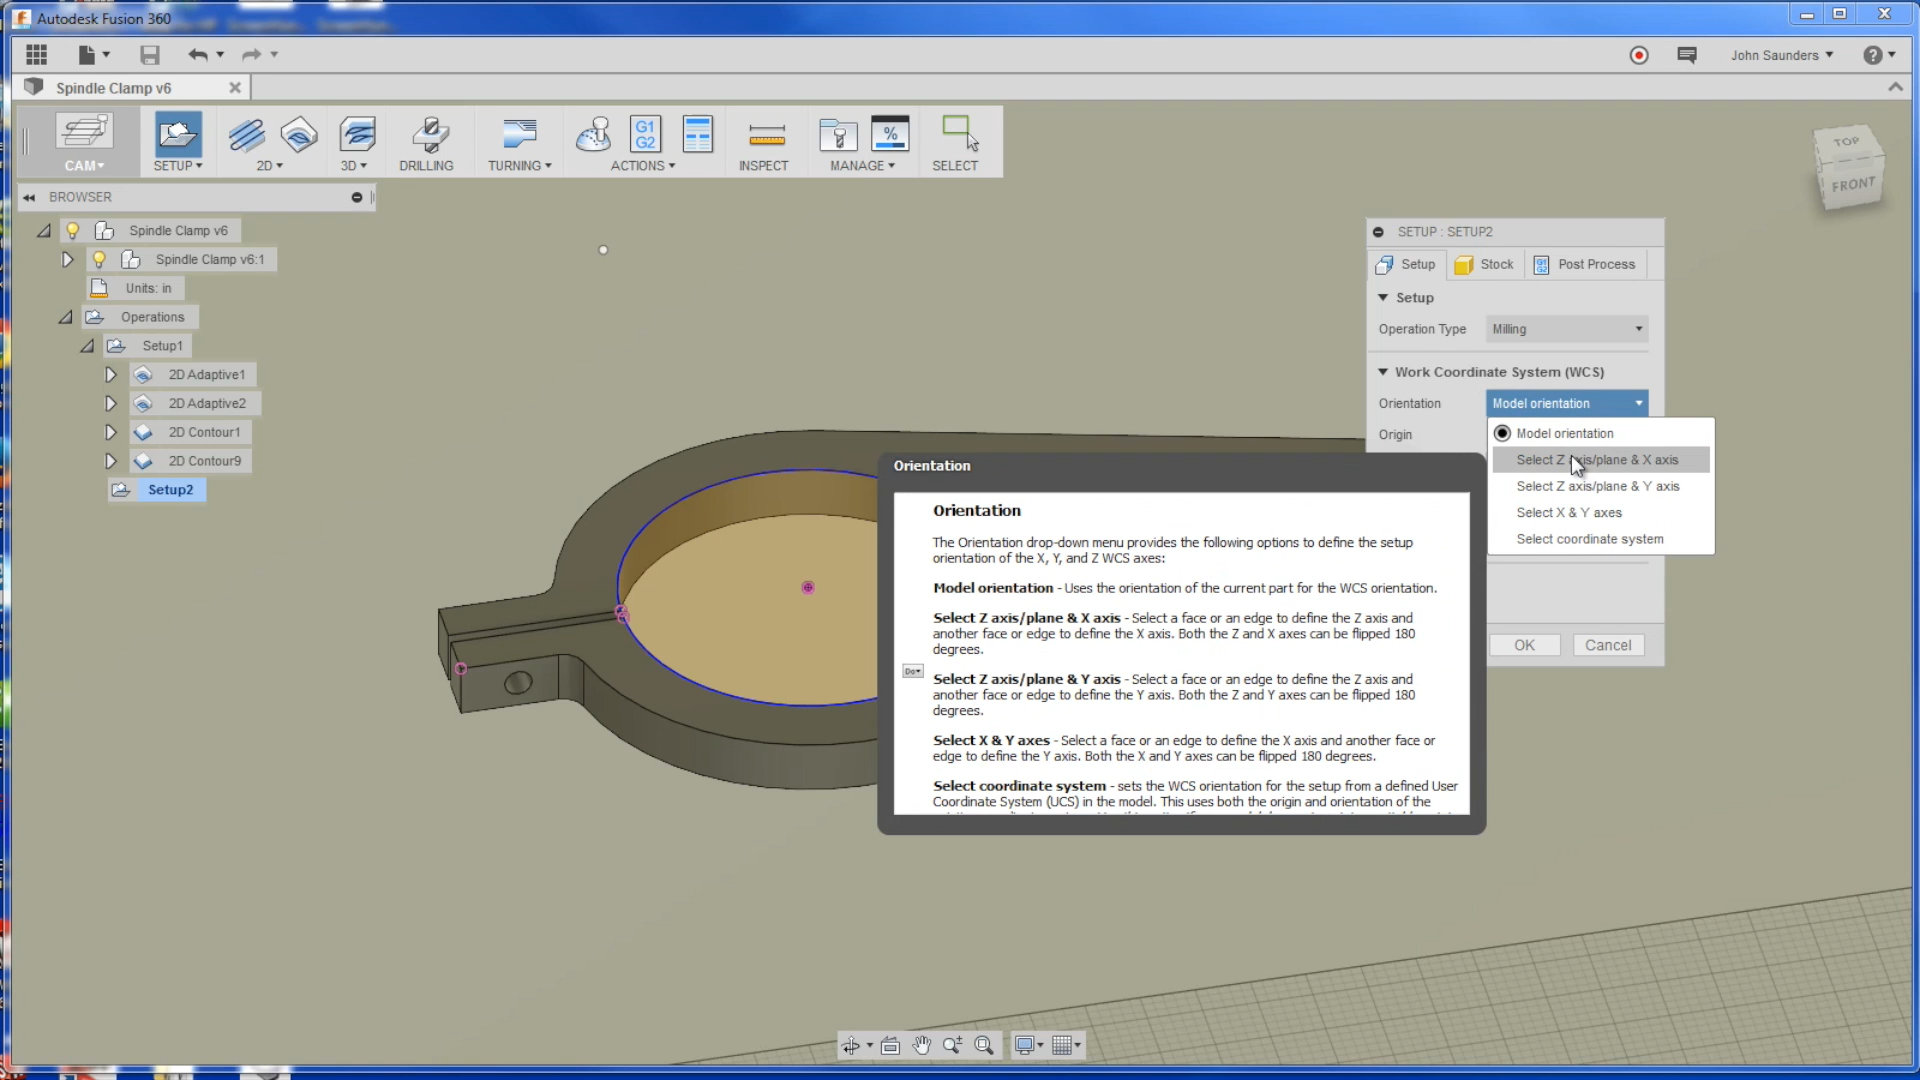 Autodesk Fusion 360
John Saunders
Spindle Clamp v6
CAM
SETUP
2D
3D
DRILLING
TURNING
G1
G2
ACTIONS
INSPECT
%
MANAGE
SELECT
TOP
FRONT
BROWSER
Spindle Clamp v6
Spindle Clamp v6:1
Units: in
Operations
Setup1
2D Adaptive1
2D Adaptive2
2D Contour1
2D Contour9
Setup2
SETUP : SETUP2
Setup
Stock
Post Process
Setup
Operation Type
Milling
Work Coordinate System (WCS)
Orientation
Model orientation
Origin
Model orientation
Select Z axis/plane & X axis
Select Z axis/plane & Y axis
Select X & Y axes
Select coordinate system
OK
Cancel
Orientation
Orientation
The Orientation drop-down menu provides the following options to define the setup
orientation of the X, Y, and Z WCS axes:
Model orientation - Uses the orientation of the current part for the WCS orientation.
Select Z axis/plane & X axis - Select a face or an edge to define the Z axis and
another face or edge to define the X axis. Both the Z and X axes can be flipped 180
degrees.
Select Z axis/plane & Y axis - Select a face or an edge to define the Z axis and
another face or edge to define the Y axis. Both the Z and Y axes can be flipped 180
degrees.
Select X & Y axes - Select a face or an edge to define the X axis and another face or
edge to define the Y axis. Both the X and Y axes can be flipped 180 degrees.
Select coordinate system - sets the WCS orientation for the setup from a defined User
Coordinate System (UCS) in the model. This uses both the origin and orientation of the